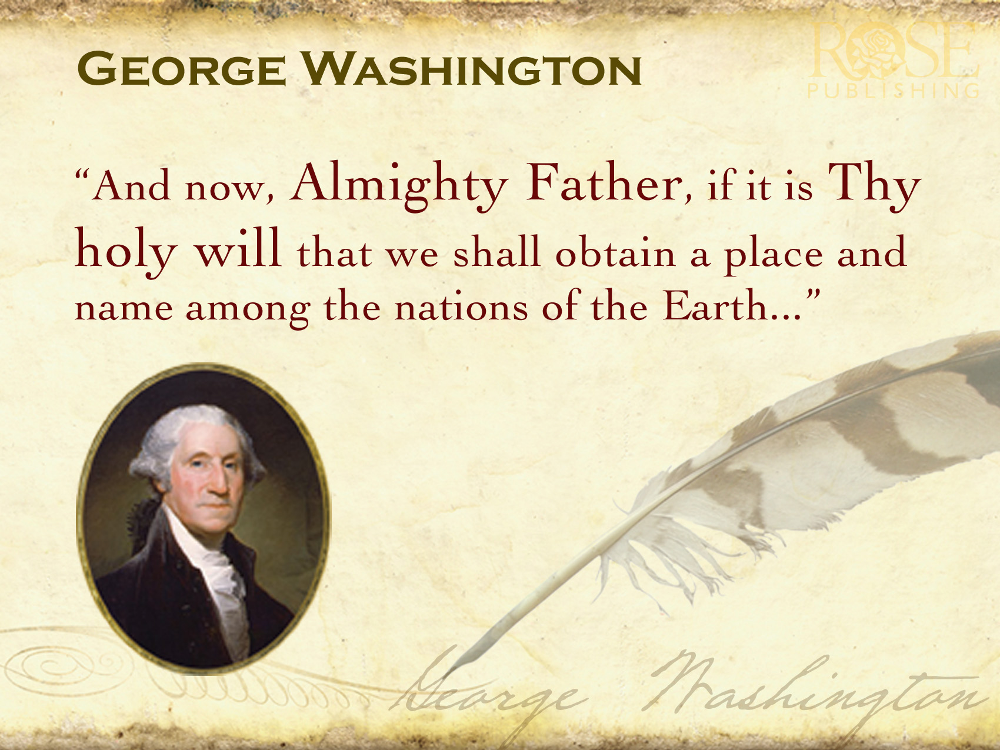 GEORGE WASHINGTON
ROSE
PUBLISHING
“And now, Almighty Father, if it is Thy
holy will that we shall obtain a place and
name among the nations of the Earth...”
George Washington